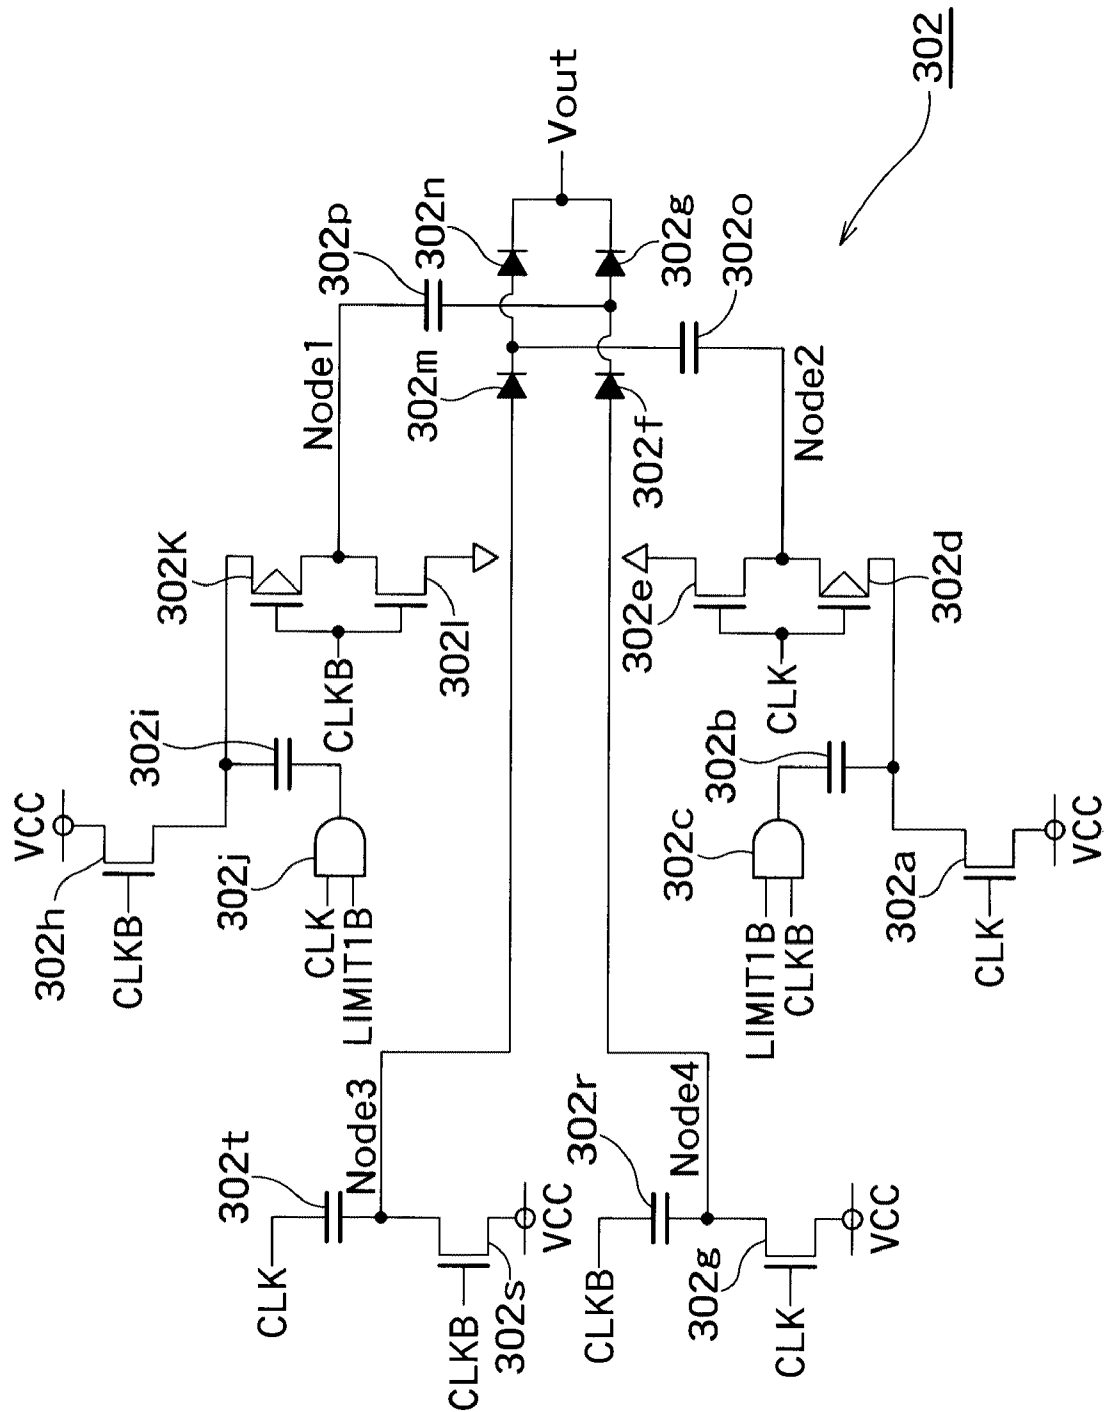 302
Vout
302p
302n
302g
302o
Node1
302m
302f
Node2
302K
302l
CLKB
302e
302d
CLK
302i
302b
VCC
302h
CLKB
302j
CLK
LIMIT1B
302c
LIMIT1B
CLKB
302a
CLK
VCC
302t
Node3
CLK
VCC
302s
CLKB
302r
Node4
CLKB
302g
VCC
CLK